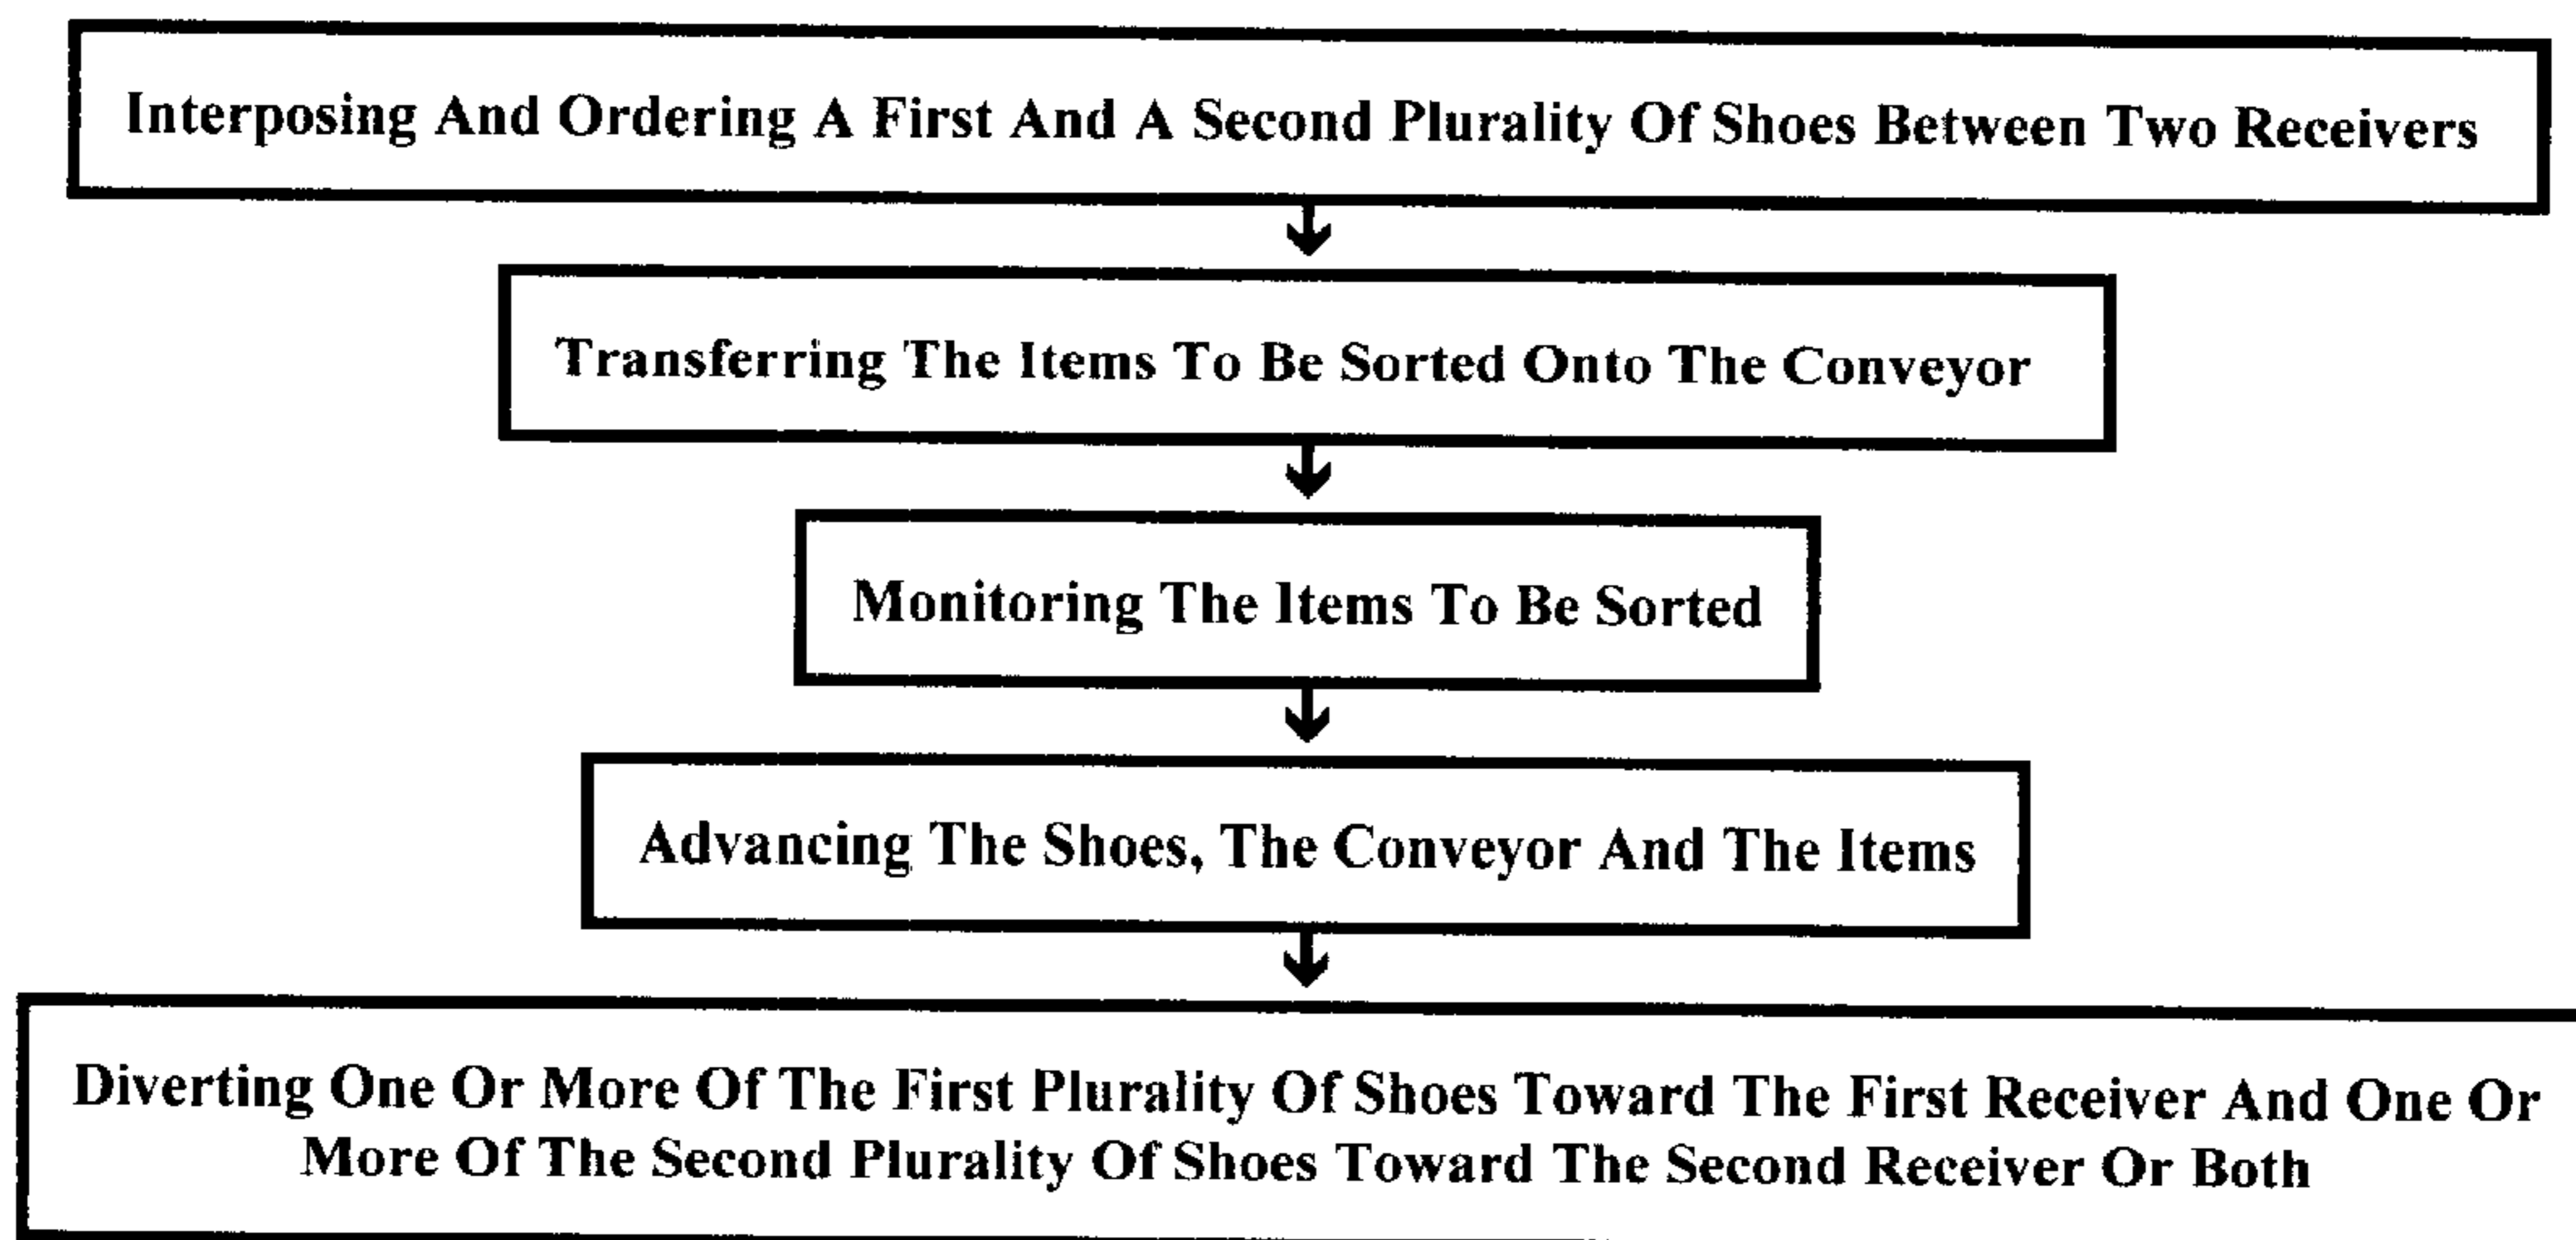 Interposing And Ordering A First And A Second Plurality Of Shoes Between Two Receivers
Transferring The Items To Be Sorted Onto The Conveyor
Monitoring The Items To Be Sorted
Advancing The Shoes, The Conveyor And The Items
Diverting One Or More Of The First Plurality Of Shoes Toward The First Receiver And One Or
More Of The Second Plurality Of Shoes Toward The Second Receiver Or Both